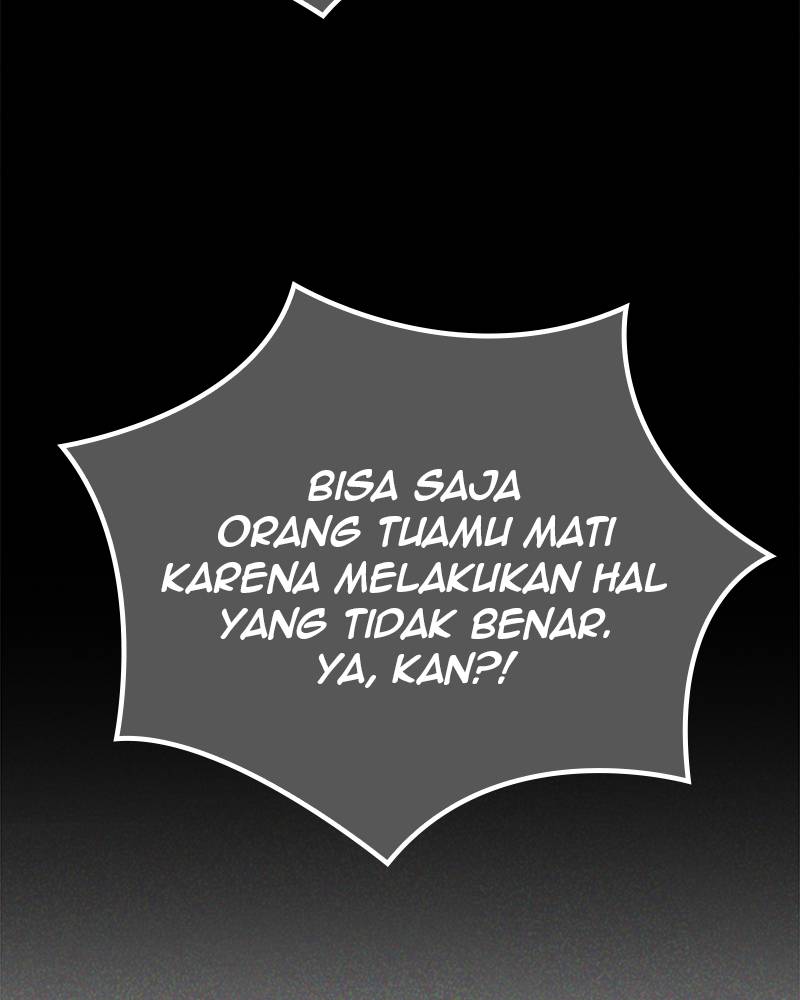 BISA SAJA
ORANG TUAMU MATI
KARENA MELAKUKAN HAL
YANG TIDAK BENAR.
YA, KAN?!